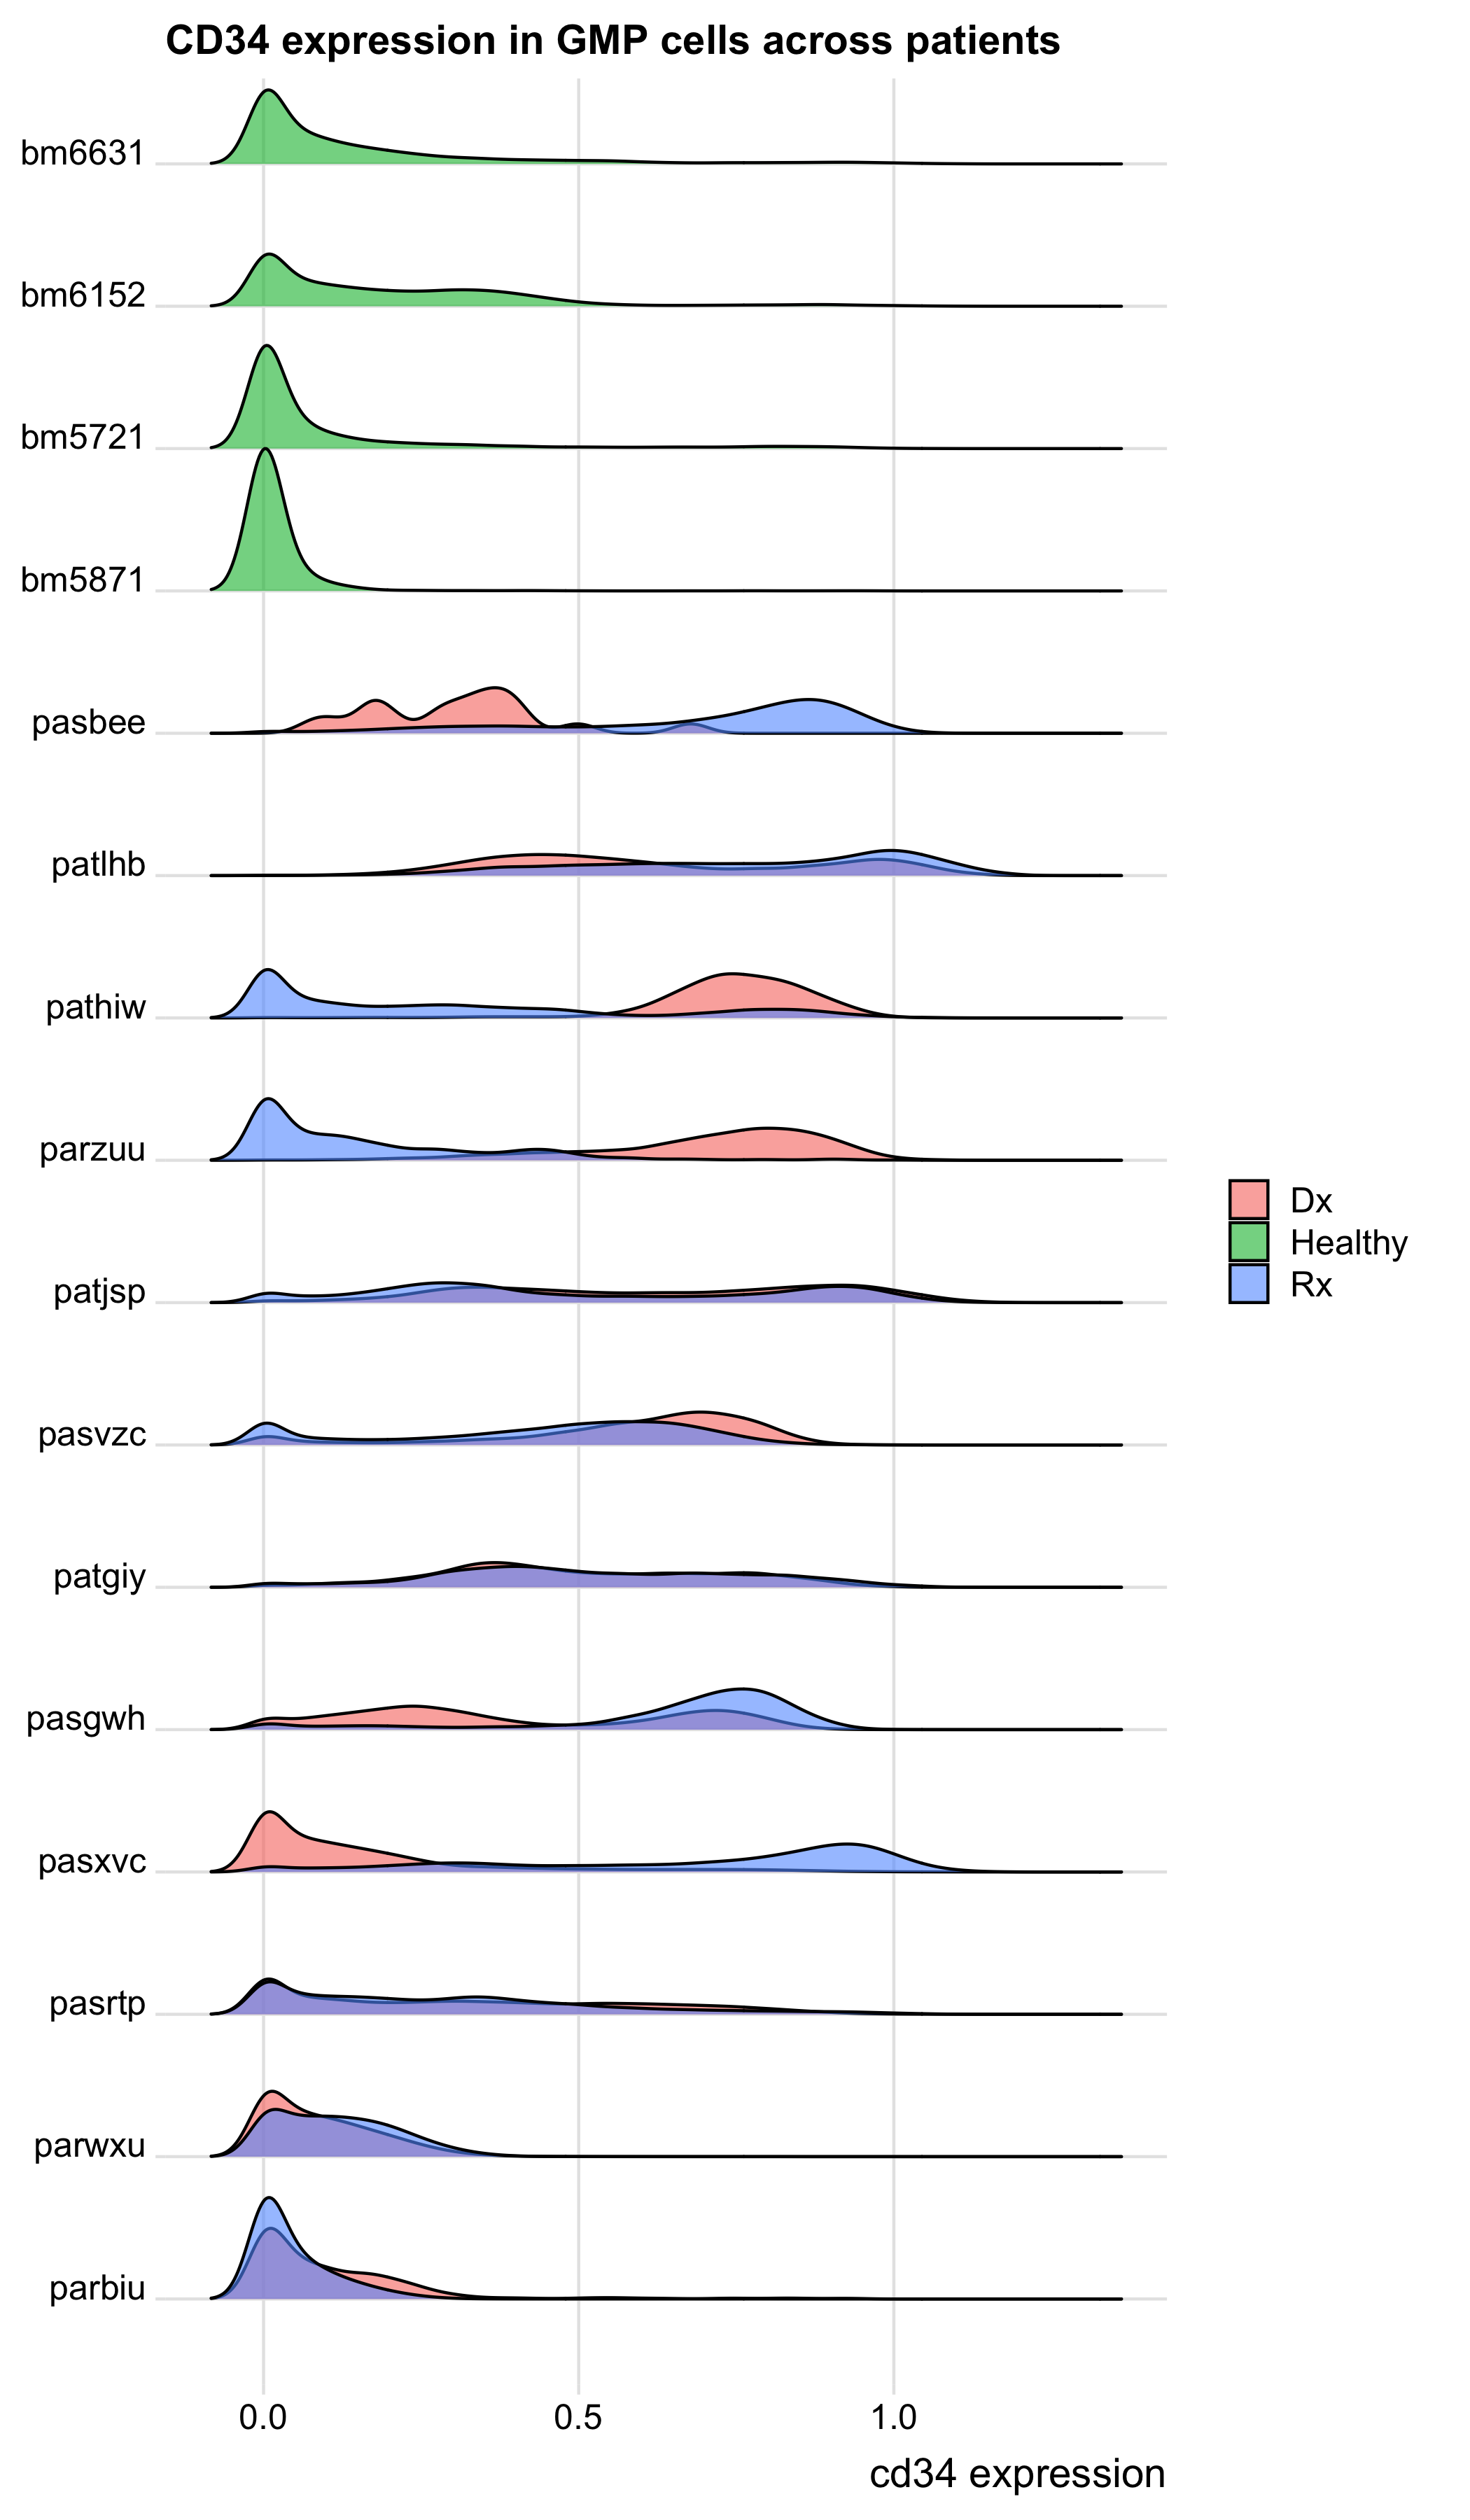 CD34 expression in GMP cells across patients
bm6631
bm6152
bm5721
bm5871
pasbee
patlhb
pathiw
parzuu
patjsp
pasvzc
patgiy
pasgwh
pasxvc
pasrtp
parwxu
parbiu
Dx
Healthy
Rx
0.0 0.5 1.0
cd34 expression